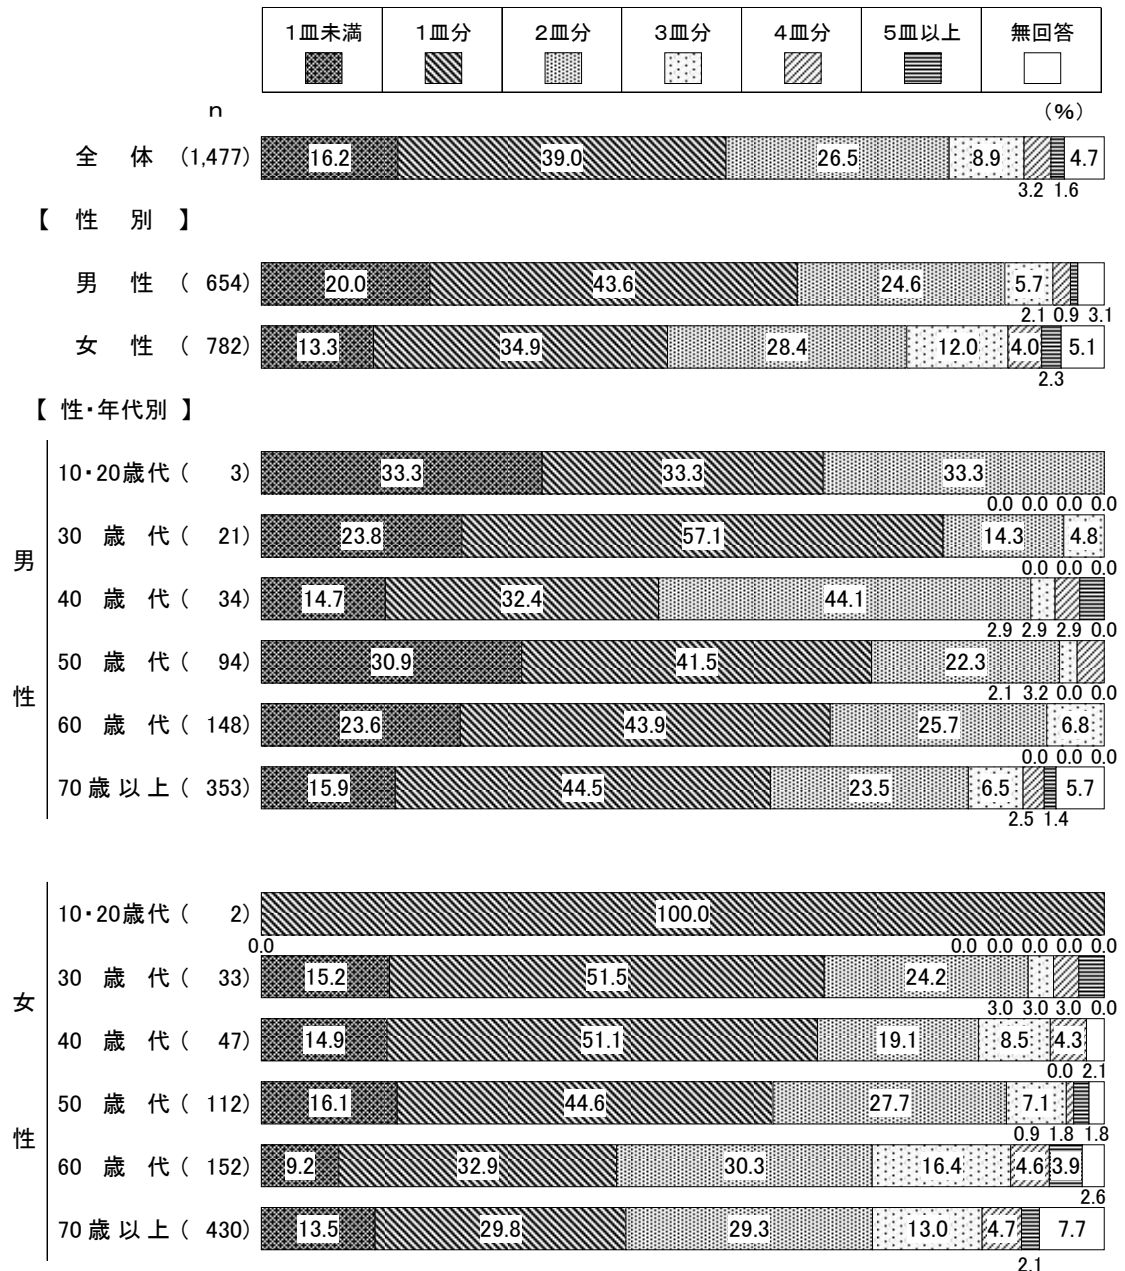 1皿未満 1皿分 2皿分 3皿分 4皿分 5皿以上 無回答
n (%)
全 体 (1,477) 16.2 39.0 26.5 8.9 4.7
3.2 1.6
【 性 別 】
男 性 ( 654) 20.0 43.6 24.6 5.7
2.1 0.9 3.1
女 性 ( 782) 13.3 34.9 28.4 12.0 4.0 5.1
2.3
【 性・年代別 】
男 性
10・20歳代 ( 3) 33.3 33.3 33.3
0.0 0.0 0.0 0.0
30 歳 代 ( 21) 23.8 57.1 14.3 4.8
0.0 0.0 0.0
40 歳 代 ( 34) 14.7 32.4 44.1
2.9 2.9 2.9 0.0
50 歳 代 ( 94) 30.9 41.5 22.3
2.1 3.2 0.0 0.0
60 歳 代 ( 148) 23.6 43.9 25.7 6.8
0.0 0.0 0.0
70歳以上 ( 353) 15.9 44.5 23.5 6.5 5.7
2.5 1.4
女 性
10・20歳代 ( 2) 100.0
0.0 0.0 0.0 0.0 0.0 0.0
30 歳 代 ( 33) 15.2 51.5 24.2
3.0 3.0 3.0 0.0
40 歳 代 ( 47) 14.9 51.1 19.1 8.5 4.3
0.0 2.1
50 歳 代 ( 112) 16.1 44.6 27.7 7.1
0.9 1.8 1.8
60 歳 代 ( 152) 9.2 32.9 30.3 16.4 4.6 3.9
2.6
70歳以上 ( 430) 13.5 29.8 29.3 13.0 4.7 7.7
2.1